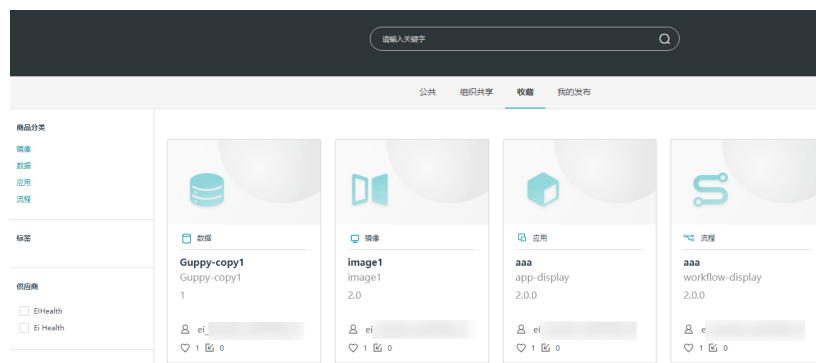 请输入关键字
公共 组织共享 收藏 我的发布
商品分类
镜像
数据
应用
流程
标签
供应商
EIHealth
Ei Health
数据
Guppy-copy1
Guppy-copy1
1
ei_
1 0
镜像
image1
image1
2.0
ei
1 0
应用
aaa
app-display
2.0.0
ei
1 0
流程
aaa
workflow-display
2.0.0
e
1 0